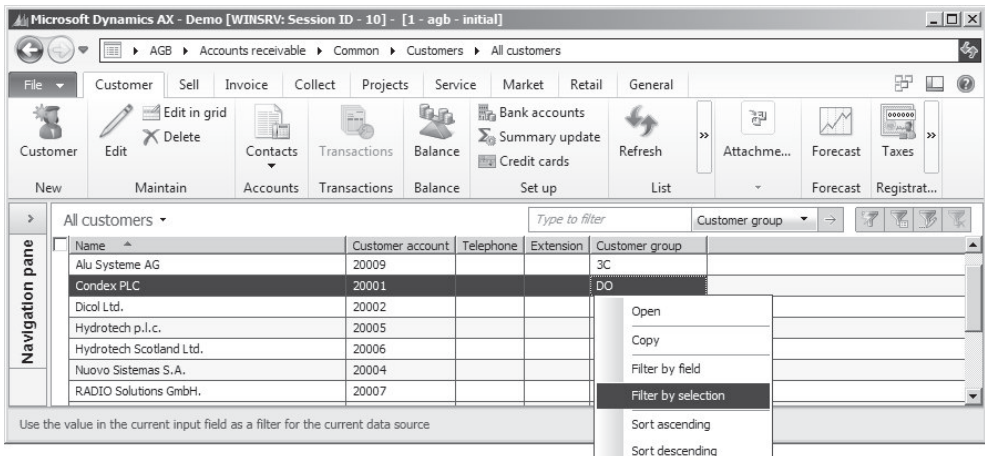 Microsoft Dynamics AX - Demo [WINSRV: Session ID - 10] - [1 - agb - initial]
AGB Accounts receivable Common Customers All customers
File Customer Sell Invoice Collect Projects Service Market Retail General
Customer
Edit
Edit in grid
Delete
Contacts
Transactions
Balance
Bank accounts
Summary update
Credit cards
Refresh
Attachme...
Forecast
Taxes
New Maintain Accounts Transactions Balance Set up List Forecast Registrat...
All customers Type to filter Customer group
Navigation pane
Name Customer account Telephone Extension Customer group
Alu Systeme AG 20009 3C
Condex PLC 20001 DO
Dicol Ltd. 20002
Hydrotech p.l.c. 20005
Hydrotech Scotland Ltd. 20006
Nuovo Sistemas S.A. 20004
RADIO Solutions GmbH. 20007
Open
Copy
Filter by field
Filter by selection
Sort ascending
Sort descending
Use the value in the current input field as a filter for the current data source